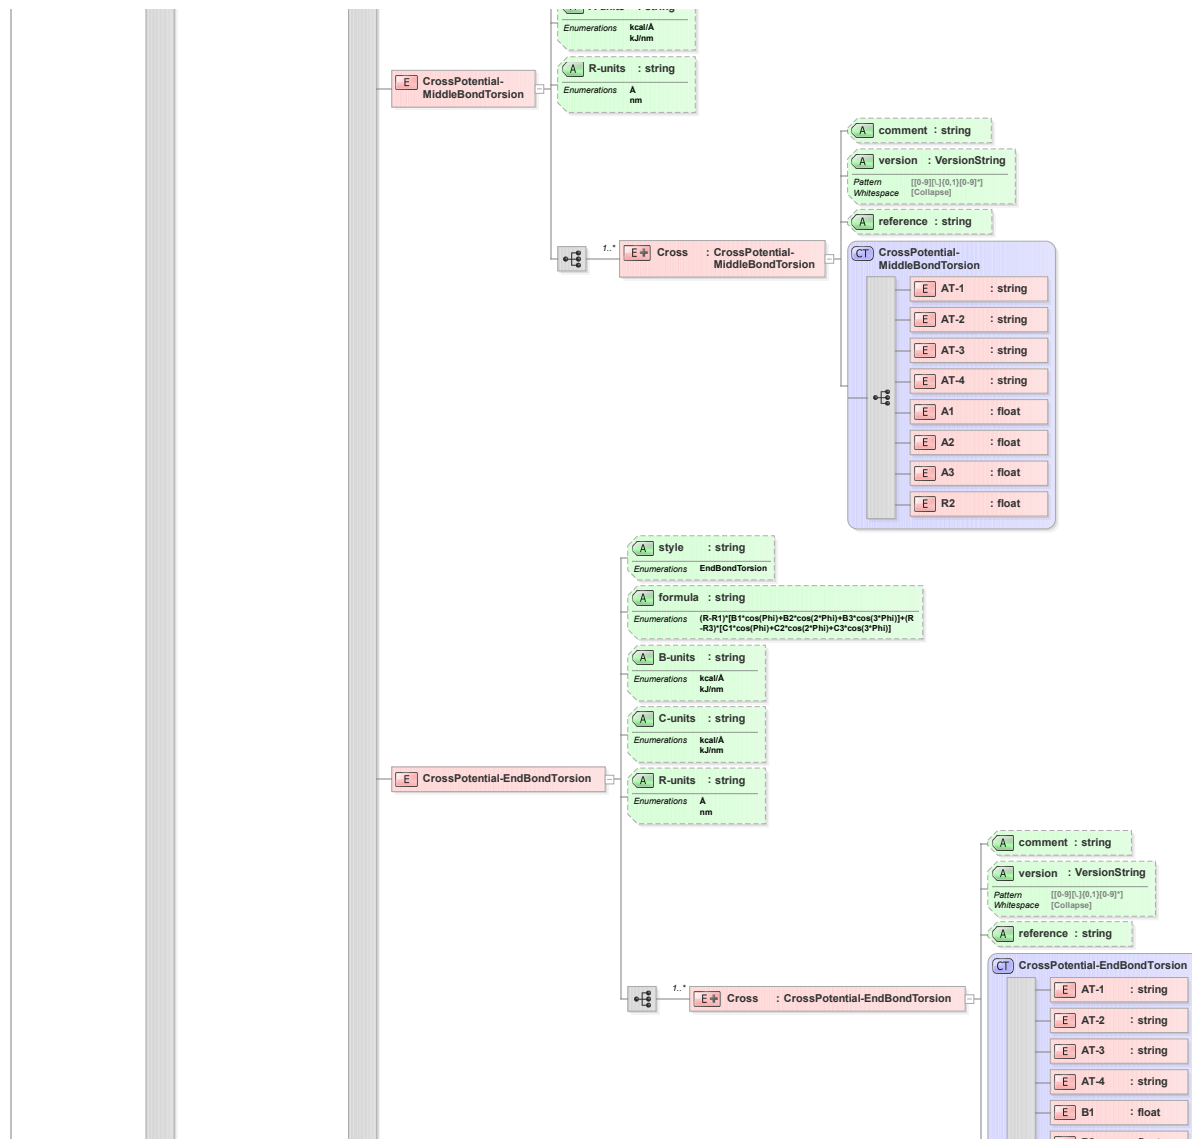 Enumerations kcal/Å
kJ/nm
E CrossPotential-
MiddleBondTorsion
A R-units : string
Enumerations Å
nm
A comment : string
A version : VersionString
Pattern [[0-9][\.]{0,1}[0-9]*]
Whitespace [Collapse]
A reference : string
1..*
E Cross : CrossPotential-
MiddleBondTorsion
CT CrossPotential-
MiddleBondTorsion
E AT-1 : string
E AT-2 : string
E AT-3 : string
E AT-4 : string
E A1 : float
E A2 : float
E A3 : float
E R2 : float
A style : string
Enumerations EndBondTorsion
A formula : string
Enumerations (R-R1)*[B1*cos(Phi)+B2*cos(2*Phi)+B3*cos(3*Phi)]+(R
-R3)*[C1*cos(Phi)+C2*cos(2*Phi)+C3*cos(3*Phi)]
A B-units : string
Enumerations kcal/Å
kJ/nm
A C-units : string
Enumerations kcal/Å
kJ/nm
E CrossPotential-EndBondTorsion
A R-units : string
Enumerations Å
nm
A comment : string
A version : VersionString
Pattern [[0-9][\.]{0,1}[0-9]*]
Whitespace [Collapse]
A reference : string
1..*
E Cross : CrossPotential-EndBondTorsion
CT CrossPotential-EndBondTorsion
E AT-1 : string
E AT-2 : string
E AT-3 : string
E AT-4 : string
E B1 : float